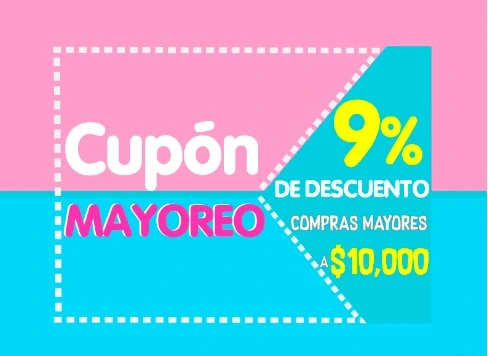 Cupón
MAYOREO
9%
DE DESCUENTO
COMPRAS MAYORES
A $10,000